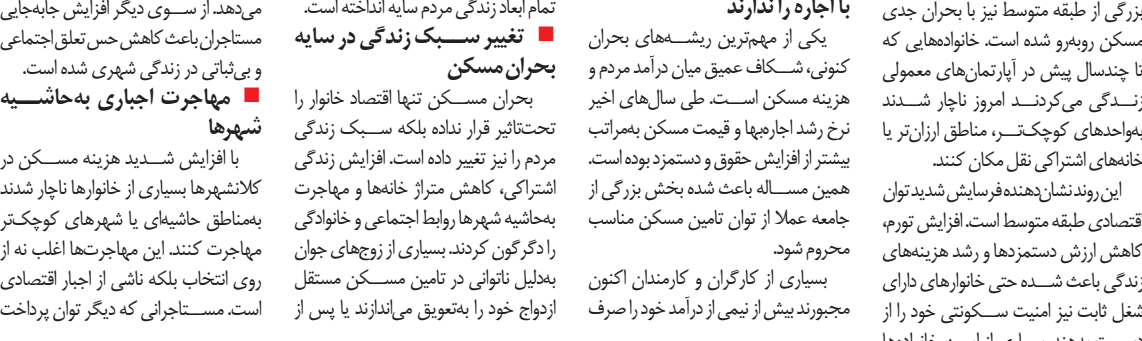 بزرگی از طبقه متوسط نیز با بحران جدی
مسکن روبه‌رو شده است. خانواده‌هایی که
تا چندسال پیش در آپارتمان‌های معمولی
زندگی می‌کردند امروز ناچار شدند
به‌واحدهای کوچک‌تر، مناطق ارزان‌تر یا
خانه‌های اشتراکی نقل مکان کنند.
این روند نشان‌دهنده فرسایش شدید توان
اقتصادی طبقه متوسط است. افزایش تورم،
کاهش ارزش دستمزدها و رشد هزینه‌های
زندگی باعث شده حتی خانوارهای دارای
شغل ثابت نیز امنیت سکونتی خود را از
با اجاره را ندارند
یکی از مهم‌ترین ریشه‌های بحران
کنونی، شکاف عمیق میان درآمد مردم و
هزینه مسکن است. طی سال‌های اخیر
نرخ رشد اجاره‌بها و قیمت مسکن به‌مراتب
بیشتر از افزایش حقوق و دستمزد بوده است.
همین مساله باعث شده بخش بزرگی از
جامعه عملا از توان تامین مسکن مناسب
محروم شود.
بسیاری از کارگران و کارمندان اکنون
مجبورند بیش از نیمی از درآمد خود را صرف
تمام ابعاد زندگی مردم سایه انداخته است.
■ تغییر سبک زندگی در سایه
بحران مسکن
بحران مسکن تنها اقتصاد خانوار را
تحت‌تاثیر قرار نداده بلکه سبک زندگی
مردم را نیز تغییر داده است. افزایش زندگی
اشتراکی، کاهش متراژ خانه‌ها و مهاجرت
به‌حاشیه شهرها روابط اجتماعی و خانوادگی
را دگرگون کردند. بسیاری از زوج‌های جوان
به‌دلیل ناتوانی در تامین مسکن مستقل
ازدواج خود را به‌تعویق می‌اندازند یا پس از
می‌دهد. از سوی دیگر افزایش جابه‌جایی
مستاجران باعث کاهش حس تعلق اجتماعی
و بی‌ثباتی در زندگی شهری شده است.
■ مهاجرت اجباری به‌حاشیه
شهرها
با افزایش شدید هزینه مسکن در
کلانشهرها بسیاری از خانوارها ناچار شدند
به‌مناطق حاشیه‌ای یا شهرهای کوچک‌تر
مهاجرت کنند. این مهاجرت‌ها اغلب نه از
روی انتخاب بلکه ناشی از اجبار اقتصادی
است. مستاجرانی که دیگر توان پرداخت